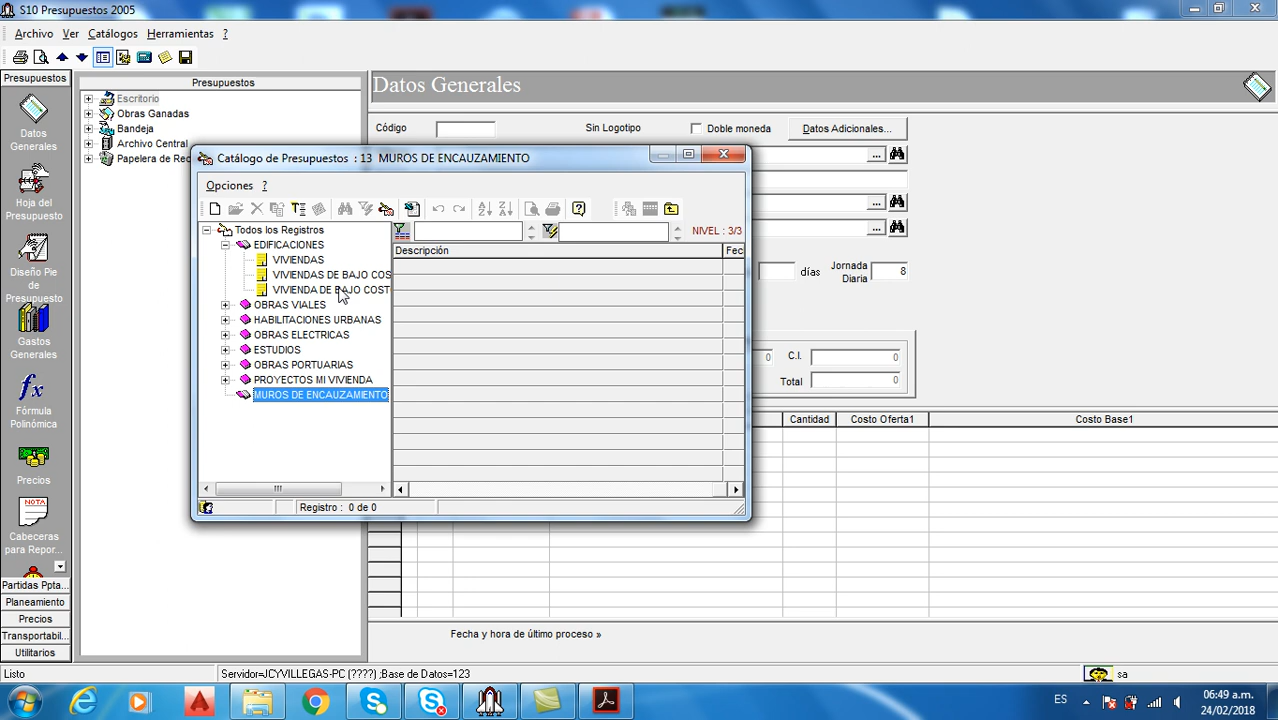 S10 Presupuestos 2005
Archivo Ver Catálogos Herramientas ?
Presupuestos
Datos
Generales
Hoja del
Presupuesto
Diseño Pie
de
Presupuestos
Gastos
Generales
Fórmula
Polinómica
Precios
NOTA
Cabeceras
para Repor...
Partidas Ppta...
Planeamiento
Precios
Transportabil...
Utilitarios
Presupuestos
Escritorio
Obras Ganadas
Bandeja
Archivo Central
Papelera de Rec
Datos Generales
Código
Sin Logotipo
Doble moneda
Datos Adicionales...
días
Jornada
Diaria
8
0
C.I.
0
Total
0
Cantidad
Costo Oferta1
Costo Base1
Fecha y hora de último proceso »
Catálogo de Presupuestos : 13 MUROS DE ENCAUZAMIENTO
Opciones ?
NIVEL : 3/3
Todos los Registros
EDIFICACIONES
VIVIENDAS
VIVIENDAS DE BAJO COS
VIVIENDA DE BAJO COST
OBRAS VIALES
HABILITACIONES URBANAS
OBRAS ELECTRICAS
ESTUDIOS
OBRAS PORTUARIAS
PROYECTOS MI VIVIENDA
MUROS DE ENCAUZAMIENTO
Descripción
Fec
Registro : 0 de 0
Listo
Servidor=JCYVILLEGAS-PC (????) ;Base de Datos=123
sa
ES
06:49 a.m.
24/02/2018